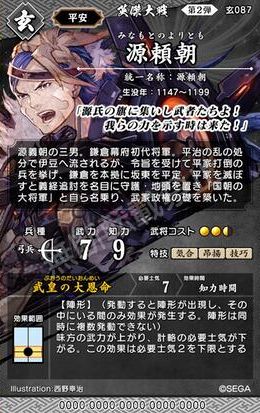 玄 平安 英傑大戦 第2弾 玄087
みなもとのよりとも
源頼朝
統一名称：源頼朝
生没年：1147〜1199
「源氏の旗に集いし武者たちよ！
我らの力を示す時は来た！」
源義朝の三男。鎌倉幕府初代将軍。平治の乱の処
分で伊豆へ流されるが、令旨を受けて平家打倒の
兵を挙げ、鎌倉を本拠に坂東を平定。平家を滅ぼ
すと義経追討を名目に守護・地頭を置き「国朝の
大将軍」と自ら名乗り、武家政権の礎を築いた。
兵種 武力 知力 武将コスト
弓兵 7 9 特技 気合 昂揚 技巧
ぶおうのだいおんめい
武皇の大恩命 必要士気 7 効果時間 知力時間
効果範囲
【陣形】（発動すると陣形が出現し、その
中にいる間のみ効果が発生する。陣形は同
時に複数発動できない）
味方の武力が上がり、計略の必要士気が下
がる。この効果は必要士気2を下限とする
Illustration:西野幸治 ©SEGA
0000-0000-0000-0000-0000